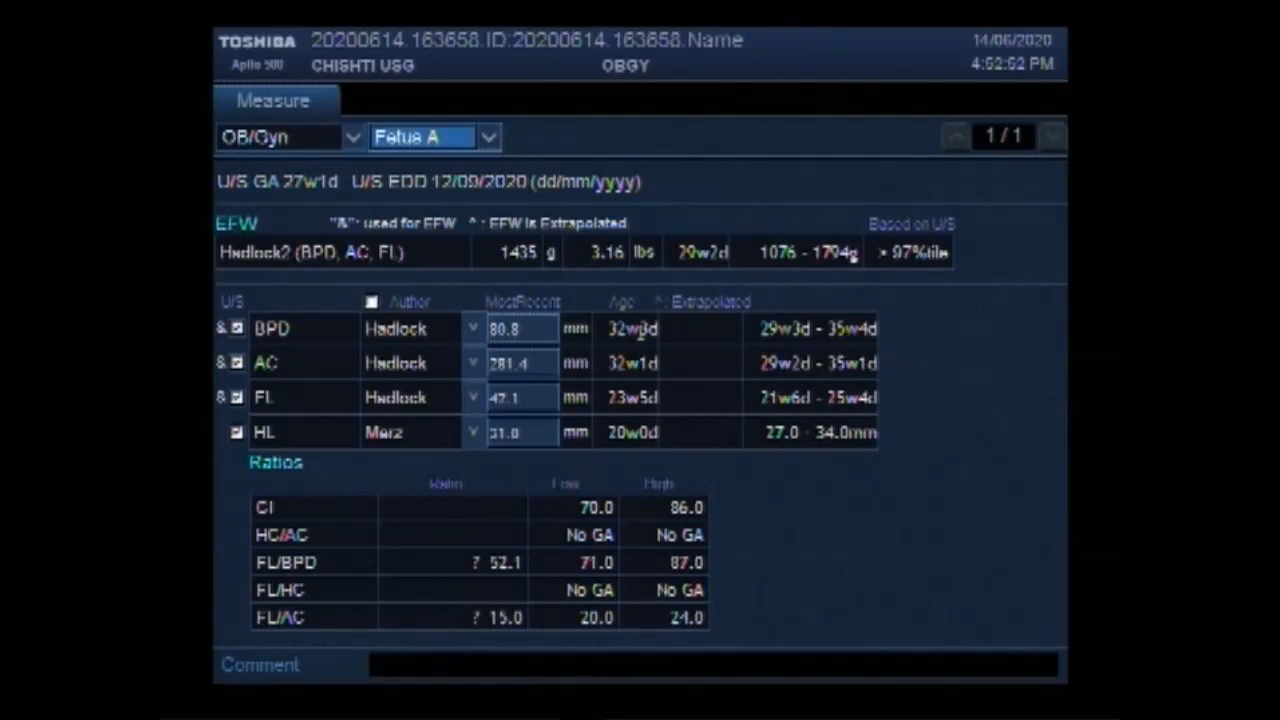 TOSHIBA 20200614.163658.ID:20200614.163658.Name 14/06/2020
Aplio 500 CHISHTI USG OBGY 4:52:52 PM
Measure
OB/Gyn Fetus A 1 / 1
U/S GA 27w1d U/S EDD 12/09/2020 (dd/mm/yyyy)
EFW "&": used for EFW ^ : EFW is Extrapolated Based on U/S
Hadlock2 (BPD, AC, FL) 1435 g 3.16 lbs 29w2d 1076 - 1794g > 97%tile
U/S Author MostRecent Age ^ : Extrapolated
& BPD Hadlock 80.8 mm 32w3d 29w3d - 35w4d
& AC Hadlock 281.4 mm 32w1d 29w2d - 35w1d
& FL Hadlock 42.1 mm 23w5d 21w6d - 25w4d
HL Merz 31.0 mm 20w0d 27.0 - 34.0mm
Ratios
Ratio Low High
CI 70.0 86.0
HC/AC No GA No GA
FL/BPD ? 52.1 71.0 87.0
FL/HC No GA No GA
FL/AC ? 15.0 20.0 24.0
Comment